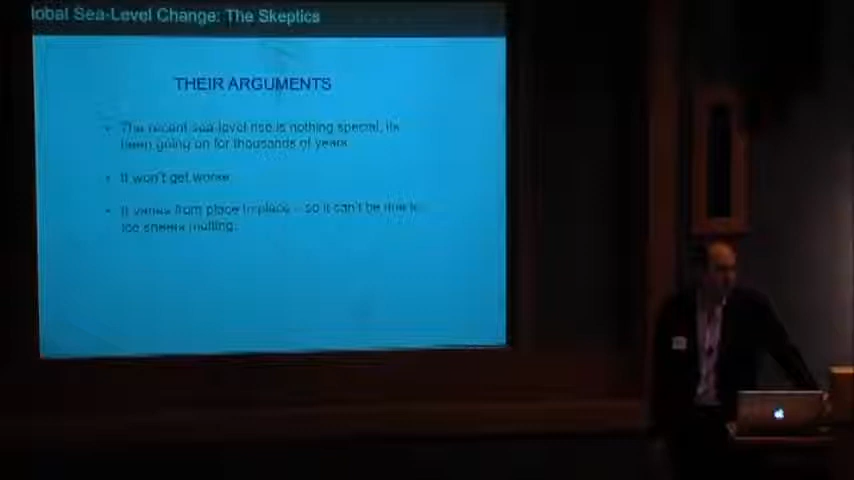 lobal Sea-Level Change: The Skeptics
THEIR ARGUMENTS
• The recent sea-level rise is nothing special, its
been going on for thousands of years
• It won't get worse
• It varies from place to place – so it can't be due to
ice sheets melting.